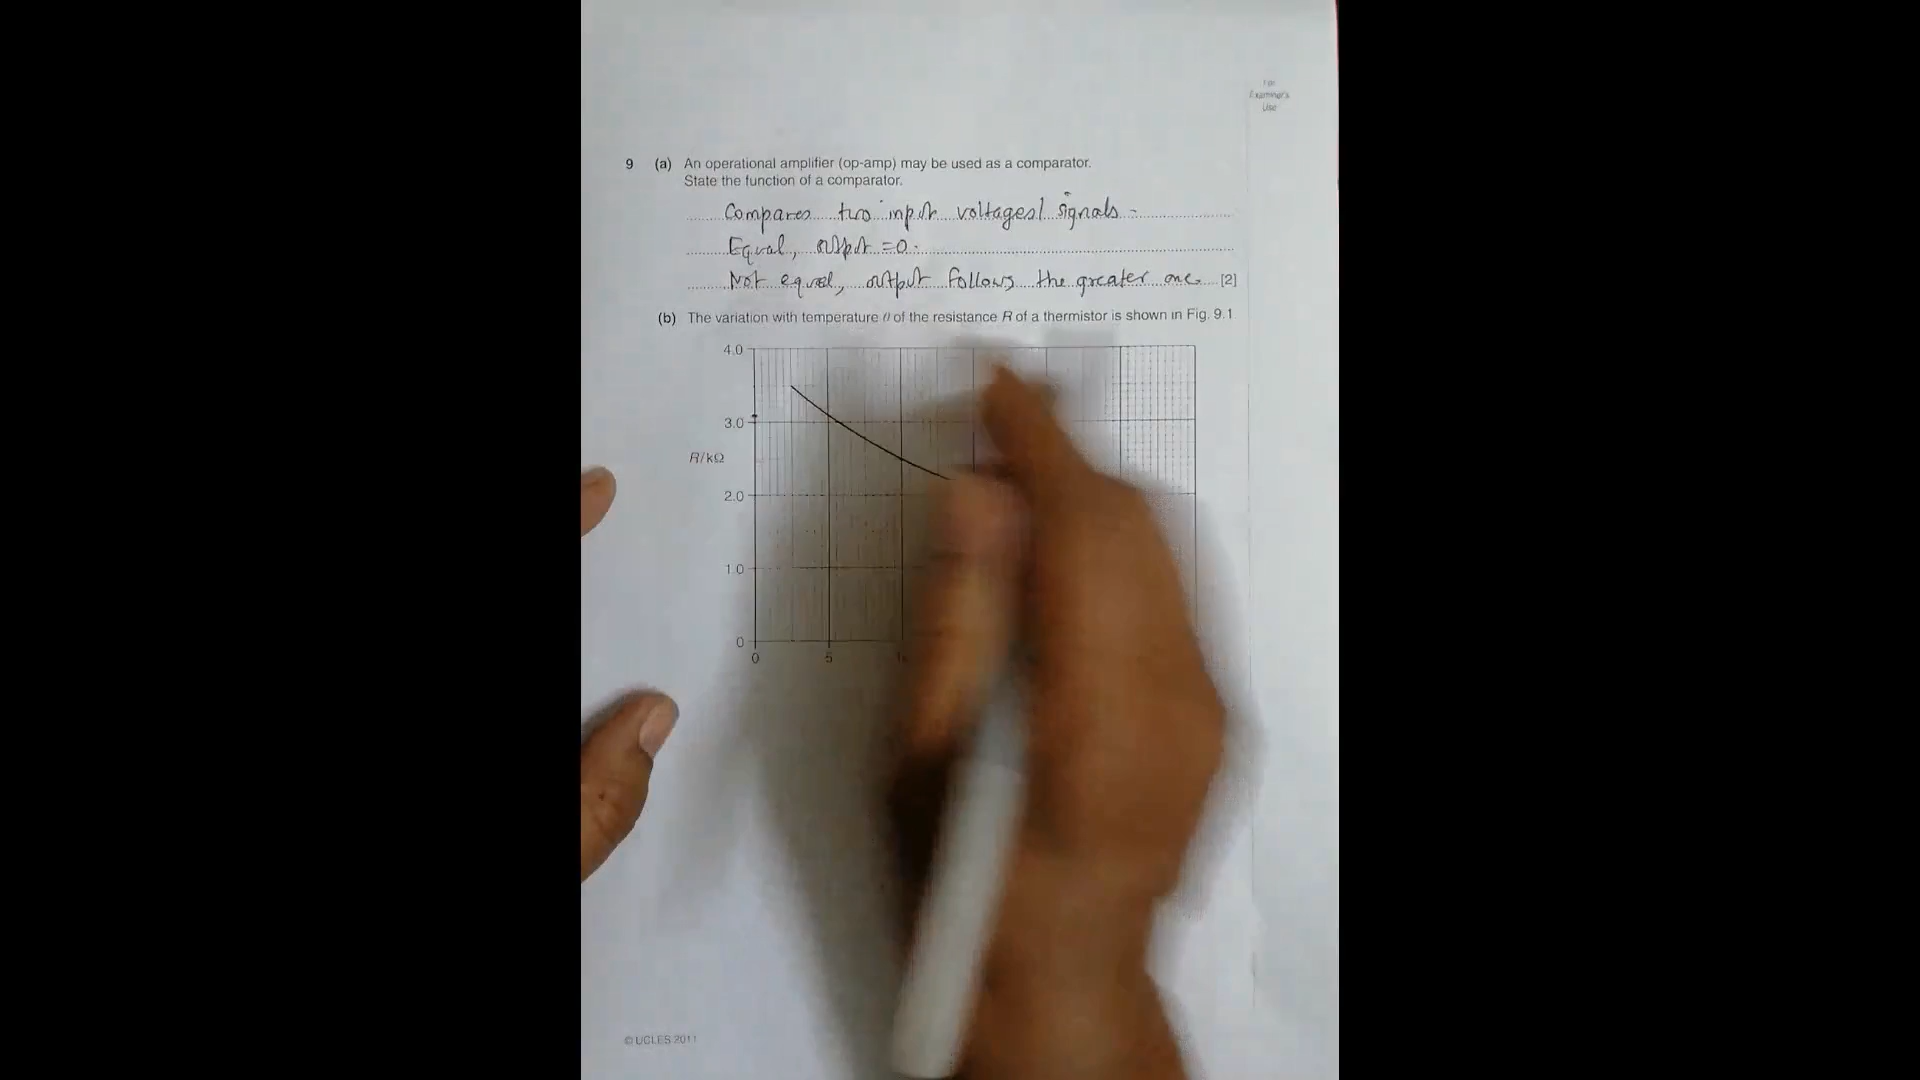 For
Examiner's
Use
9 (a) An operational amplifier (op-amp) may be used as a comparator.
State the function of a comparator.
Compares two input voltages/ signals -
Equal, output =0.
Not equal, output follows the greater one [2]
(b) The variation with temperature θ of the resistance R of a thermistor is shown in Fig. 9.1
4.0
3.0
R/kΩ
2.0
1.0
0
0 5
© UCLES 2011